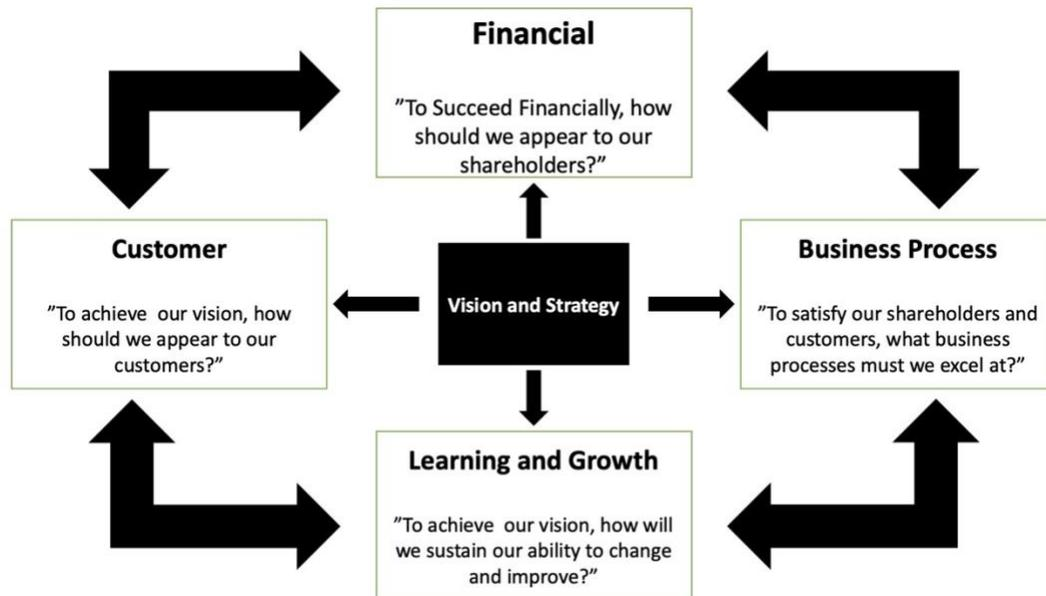 Financial
”To Succeed Financially, how
should we appear to our
shareholders?”
Customer
”To achieve  our vision, how
should we appear to our
customers?”
Vision and Strategy
Business Process
”To satisfy our shareholders and
customers, what business
processes must we excel at?”
Learning and Growth
”To achieve  our vision, how will
we sustain our ability to change
and improve?”